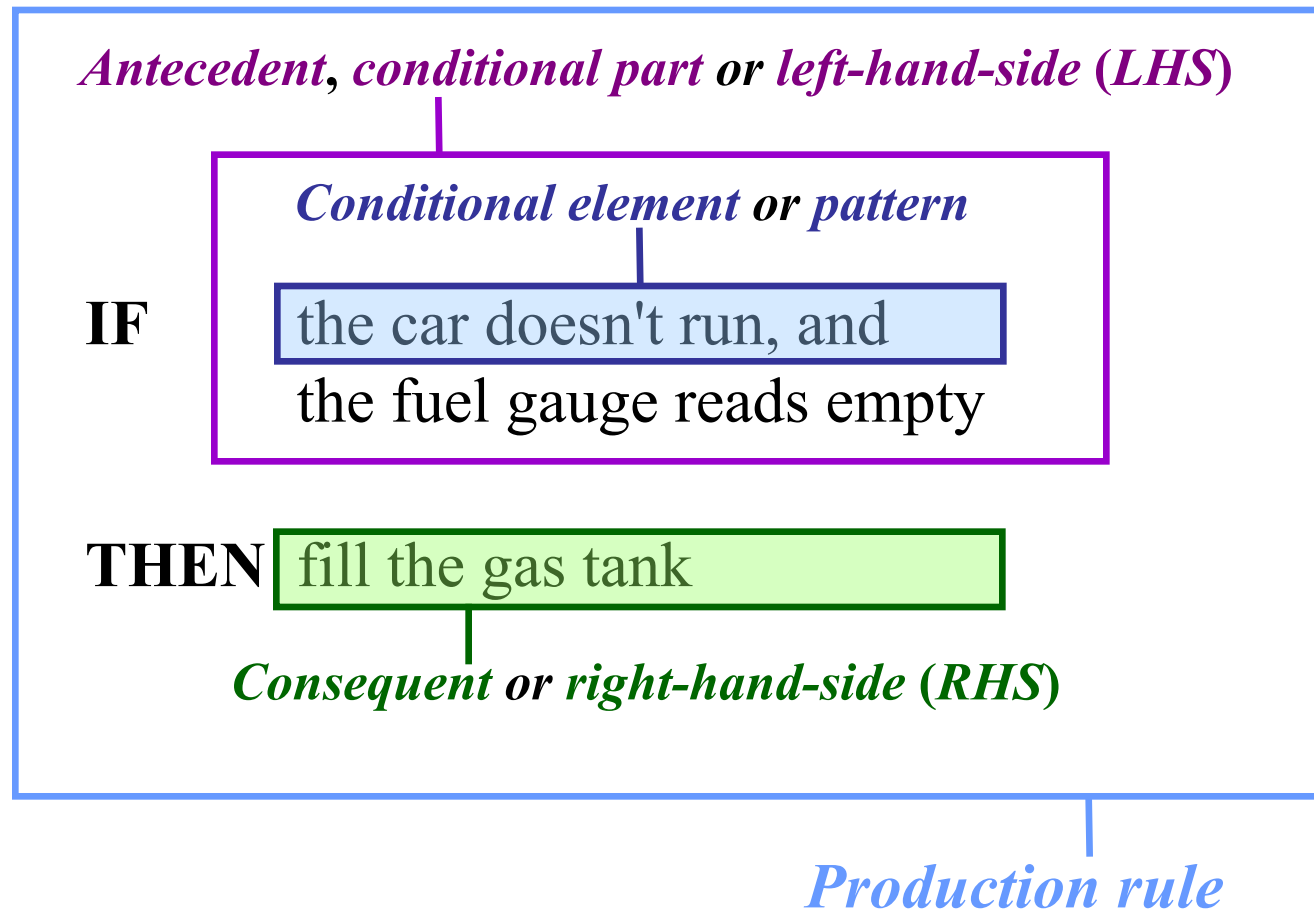 Antecedent, conditional part or left-hand-side (LHS)
Conditional element or pattern
IF the car doesn't run, and
the fuel gauge reads empty
THEN fill the gas tank
Consequent or right-hand-side (RHS)
Production rule